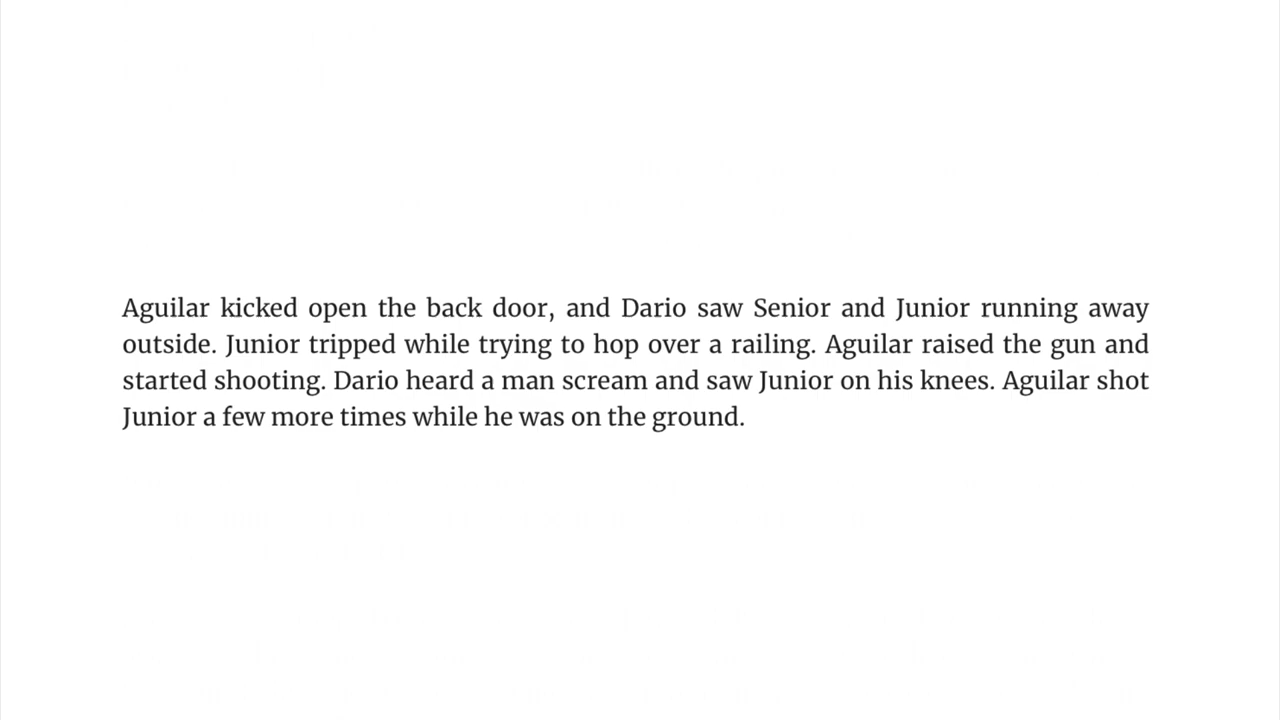 Aguilar kicked open the back door, and Dario saw Senior and Junior running away
outside. Junior tripped while trying to hop over a railing. Aguilar raised the gun and
started shooting. Dario heard a man scream and saw Junior on his knees. Aguilar shot
Junior a few more times while he was on the ground.